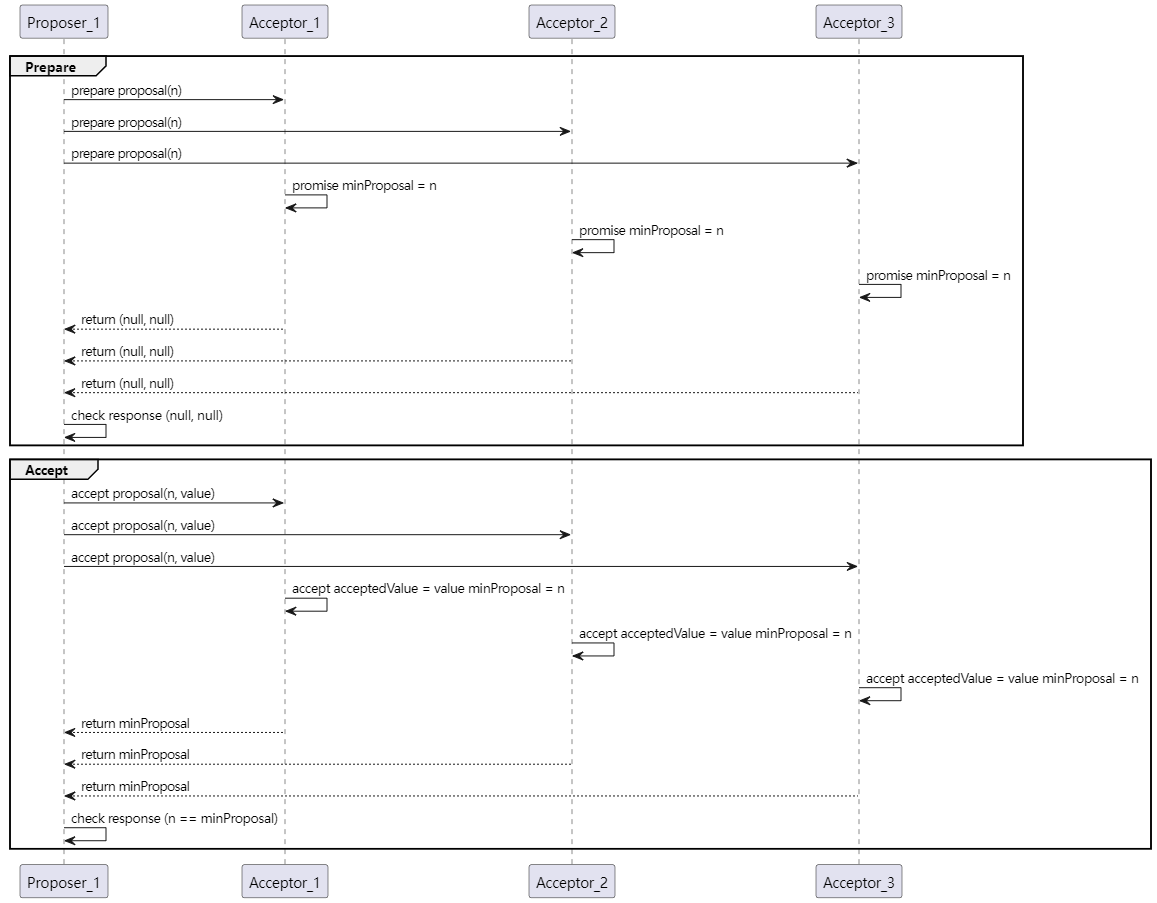 Proposer_1 Acceptor_1 Acceptor_2 Acceptor_3
Prepare
prepare proposal(n)
prepare proposal(n)
prepare proposal(n)
promise minProposal = n
promise minProposal = n
promise minProposal = n
return (null, null)
return (null, null)
return (null, null)
check response (null, null)
Accept
accept proposal(n, value)
accept proposal(n, value)
accept proposal(n, value)
accept acceptedValue = value minProposal = n
accept acceptedValue = value minProposal = n
accept acceptedValue = value minProposal = n
return minProposal
return minProposal
return minProposal
check response (n == minProposal)
Proposer_1 Acceptor_1 Acceptor_2 Acceptor_3